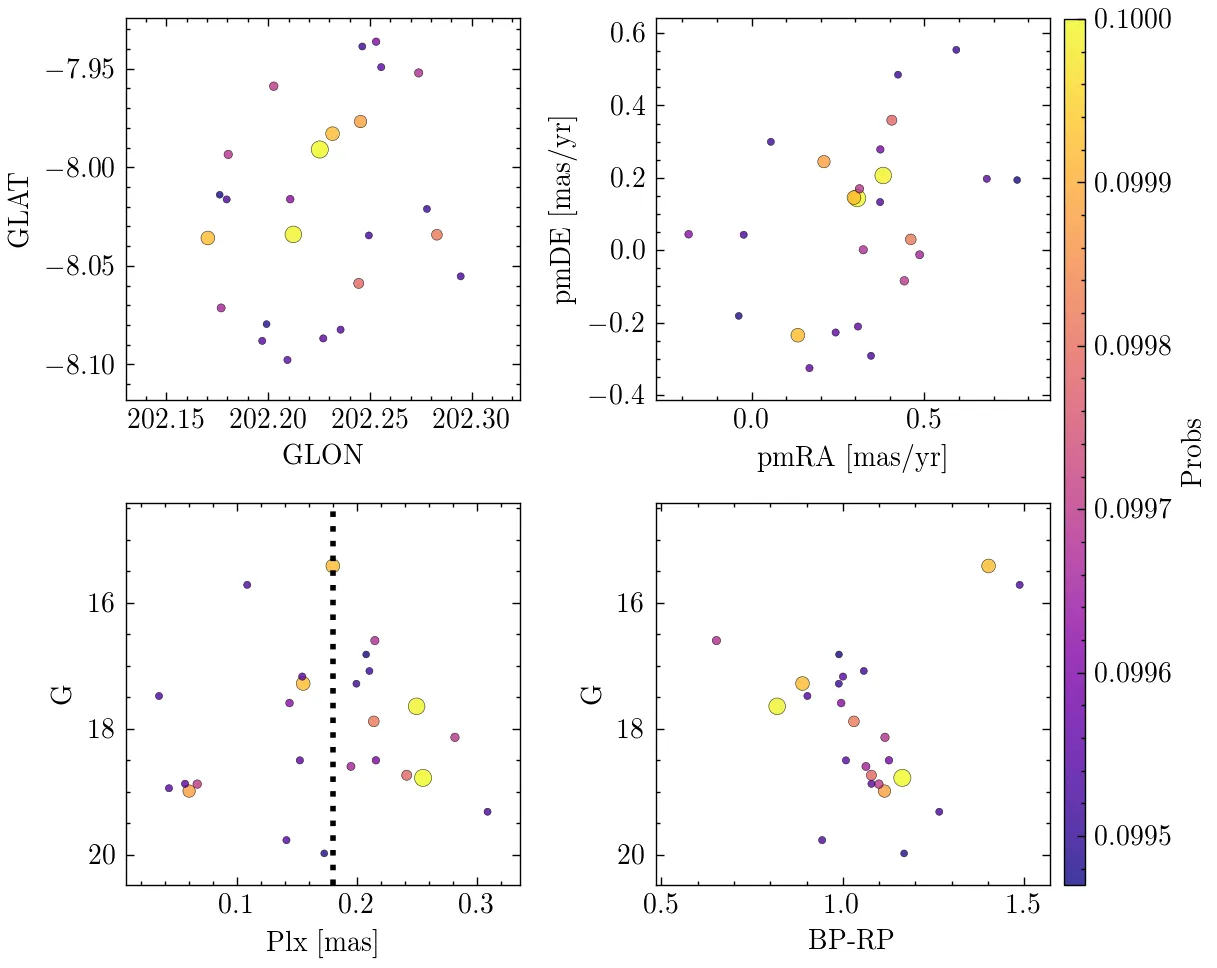 −7.95
−8.00
−8.05
−8.10
GLAT
202.15 202.20 202.25 202.30
GLON
0.6
0.4
0.2
0.0
−0.2
−0.4
pmDE [mas/yr]
0.0 0.5
pmRA [mas/yr]
16
18
20
G
0.1 0.2 0.3
Plx [mas]
16
18
20
G
0.5 1.0 1.5
BP-RP
0.1000
0.0999
0.0998
0.0997
0.0996
0.0995
Probs